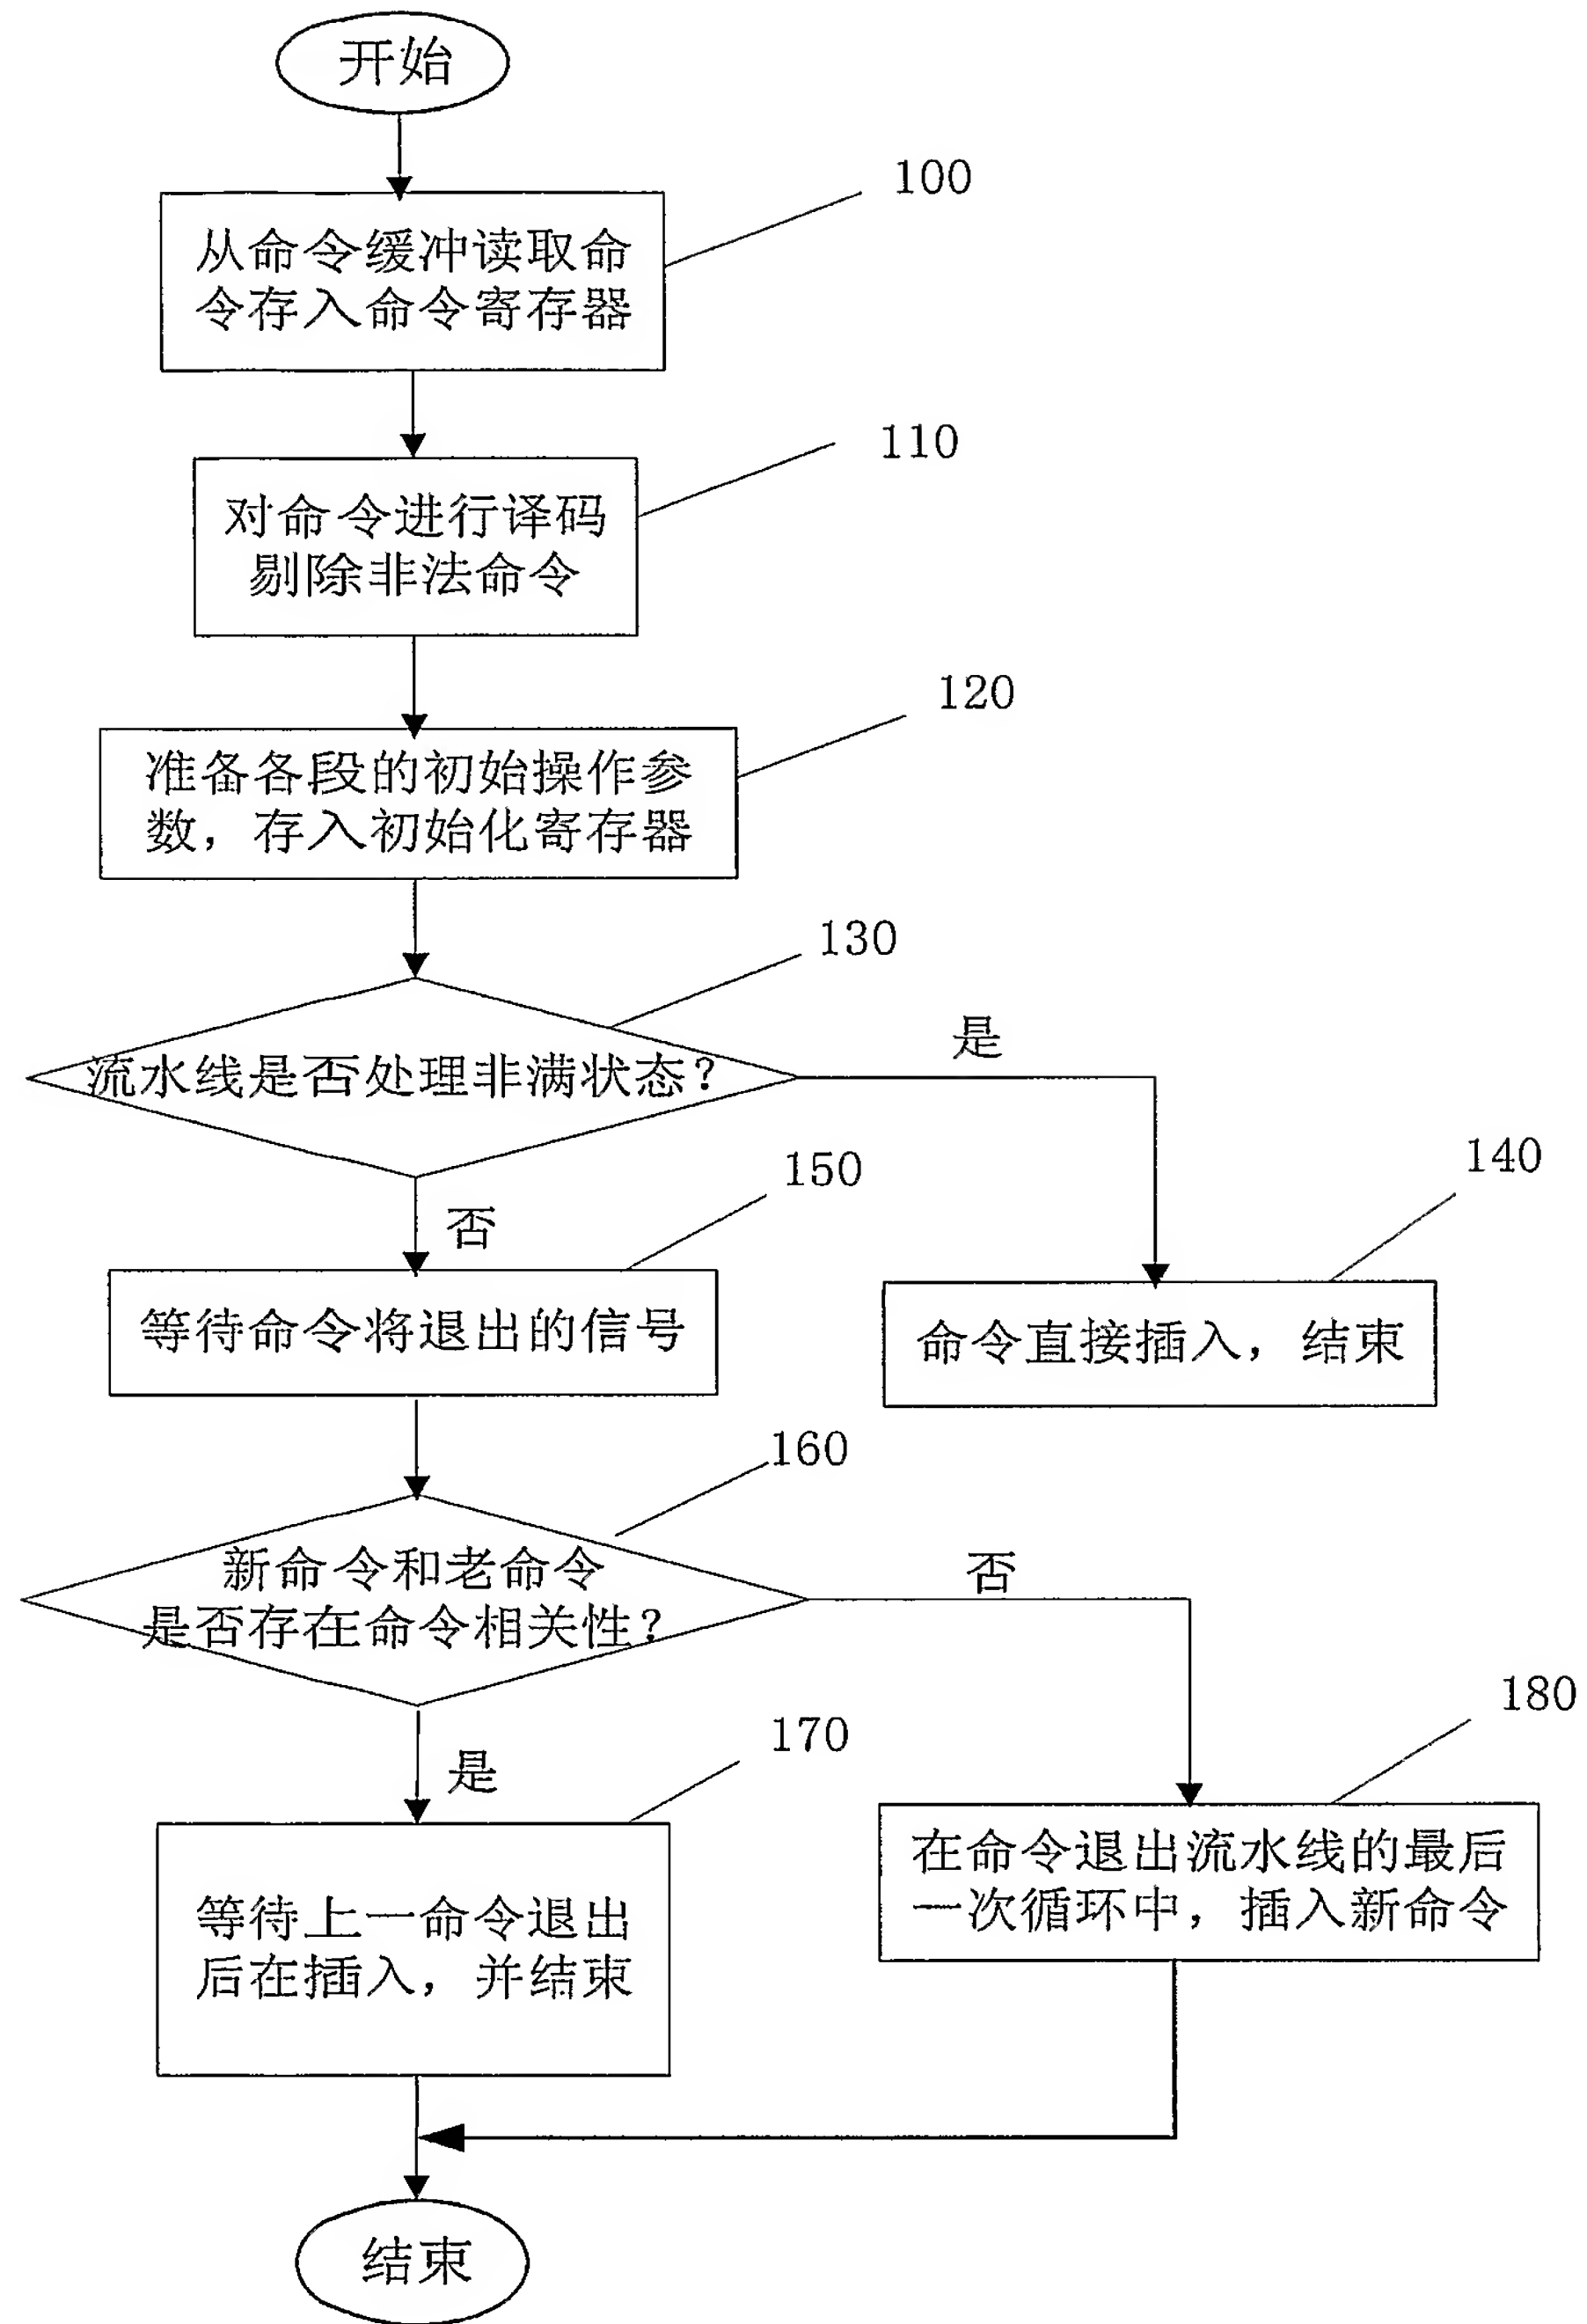 开始
100
从命令缓冲读取命
令存入命令寄存器
110
对命令进行译码
剔除非法命令
120
准备各段的初始操作参
数，存入初始化寄存器
130
流水线是否处理非满状态？
是
140
150
否
等待命令将退出的信号
命令直接插入，结束
160
新命令和老命令
是否存在命令相关性？
否
180
170
是
在命令退出流水线的最后
一次循环中，插入新命令
等待上一命令退出
后在插入，并结束
结束